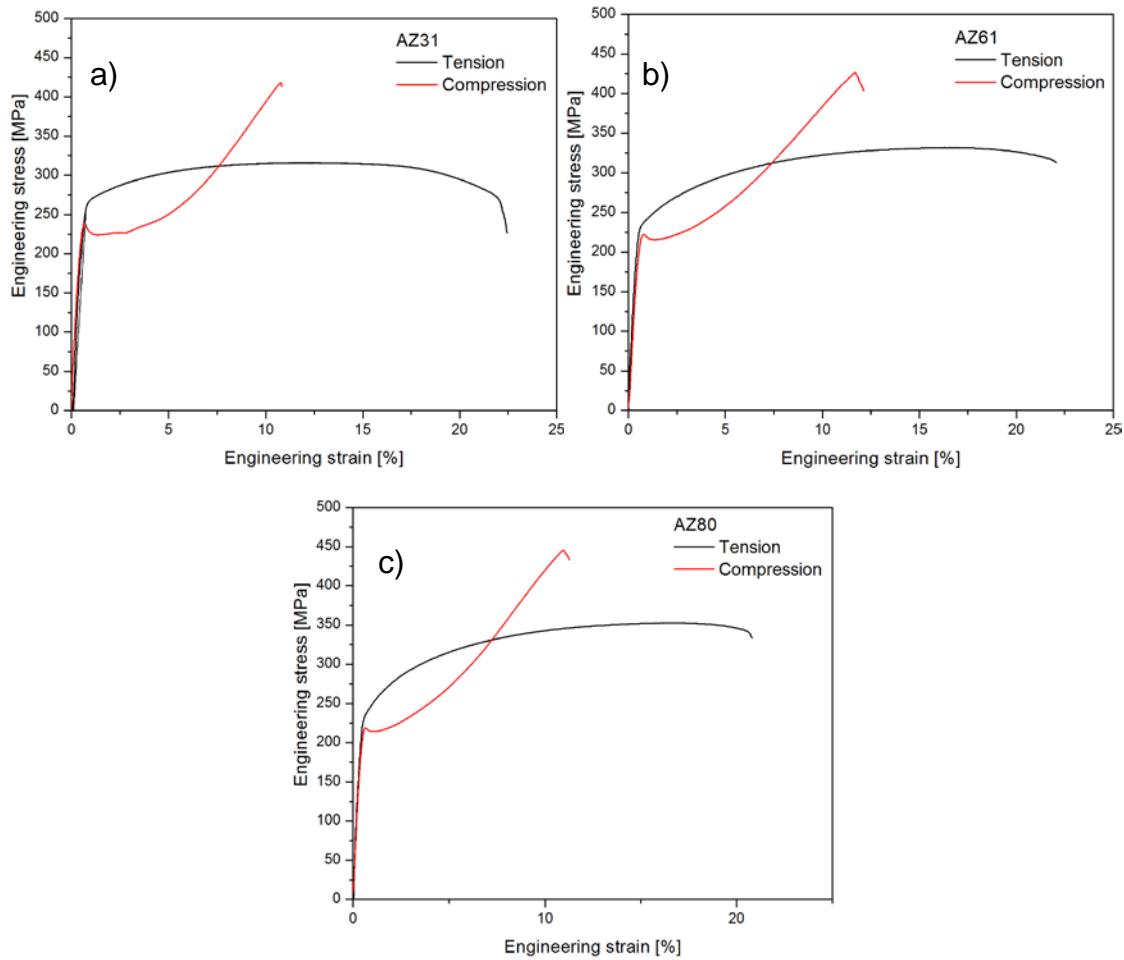 a)
AZ31
Tension
Compression
500
450
400
350
300
250
200
150
100
50
0
Engineering stress [MPa]
0 5 10 15 20 25
Engineering strain [%]
b)
AZ61
Tension
Compression
500
450
400
350
300
250
200
150
100
50
0
Engineering stress [MPa]
0 5 10 15 20 25
Engineering strain [%]
c)
AZ80
Tension
Compression
500
450
400
350
300
250
200
150
100
50
0
Engineering stress [MPa]
0 10 20
Engineering strain [%]